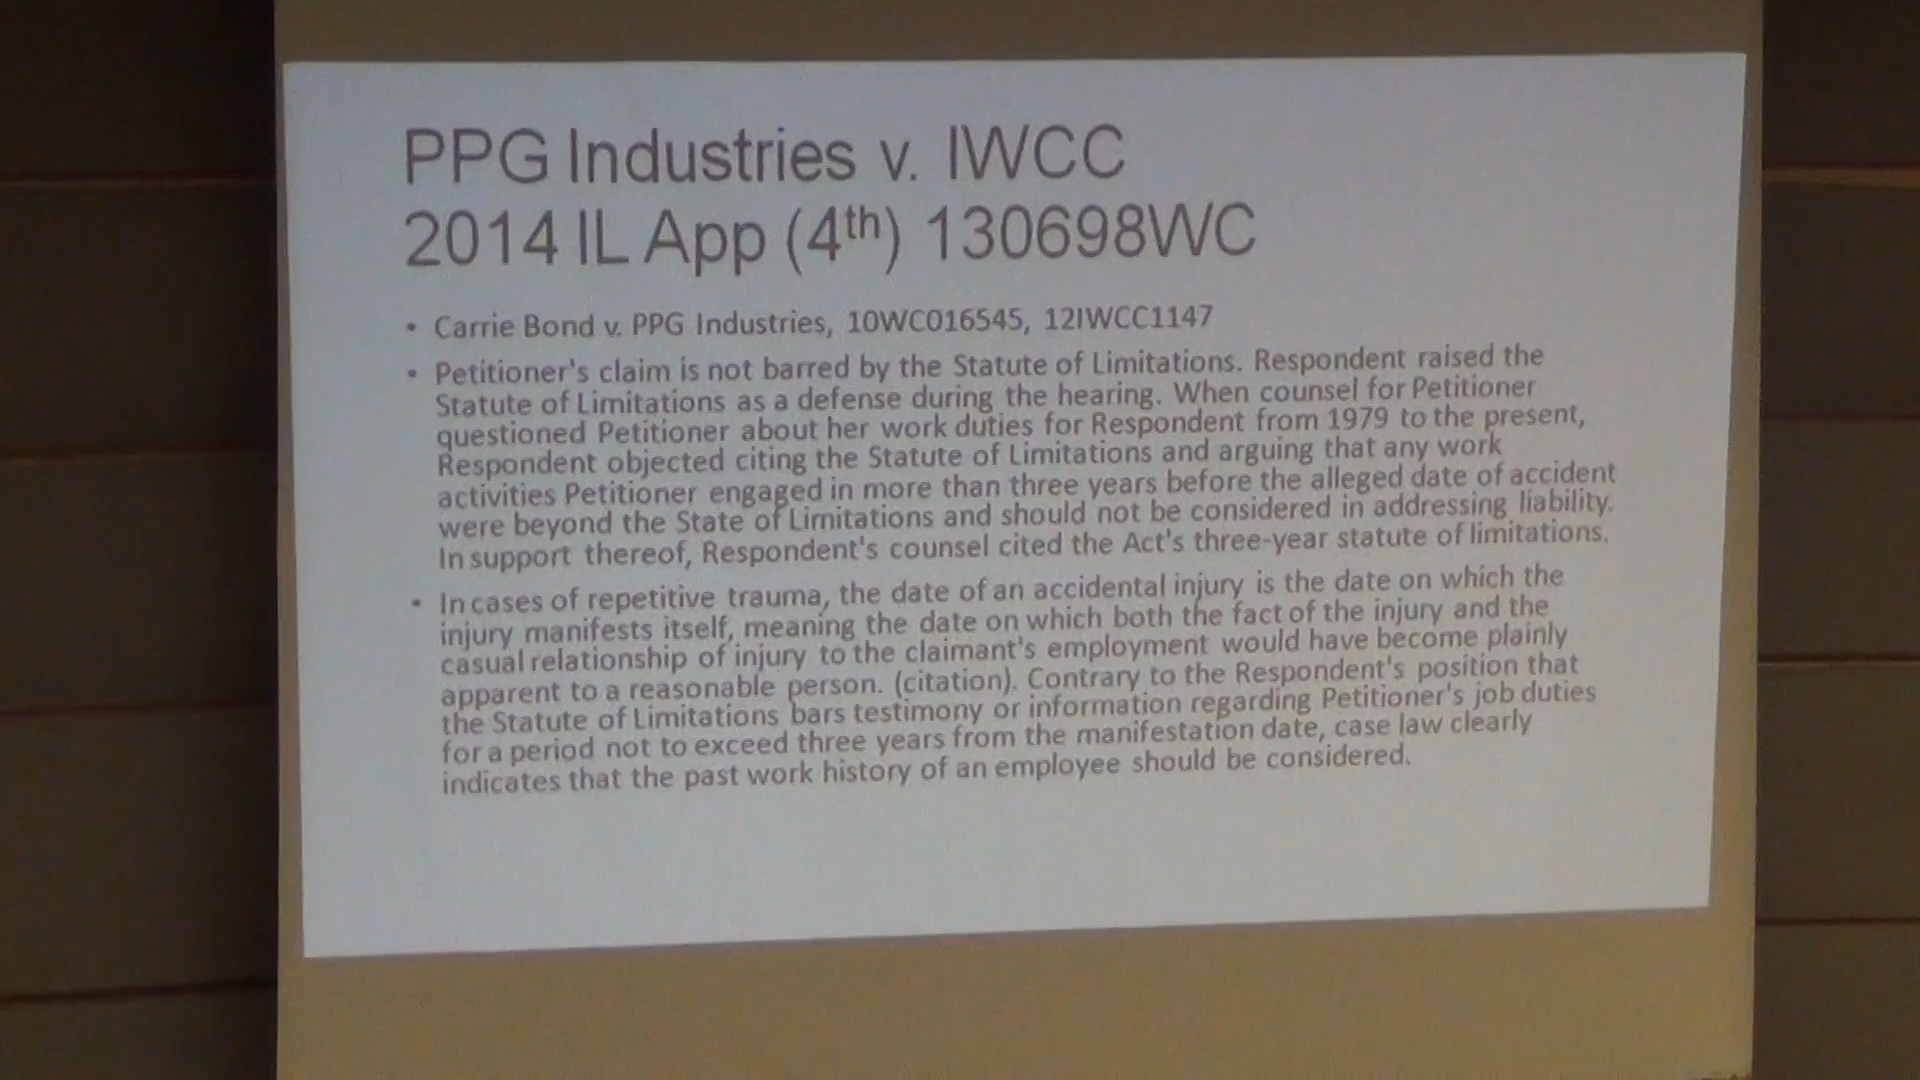 PPG Industries v. IWCC
2014 IL App (4th) 130698WC
• Carrie Bond v. PPG Industries, 10WC016545, 12IWCC1147
• Petitioner's claim is not barred by the Statute of Limitations. Respondent raised the
Statute of Limitations as a defense during the hearing. When counsel for Petitioner
questioned Petitioner about her work duties for Respondent from 1979 to the present,
Respondent objected citing the Statute of Limitations and arguing that any work
activities Petitioner engaged in more than three years before the alleged date of accident
were beyond the State of Limitations and should not be considered in addressing liability.
In support thereof, Respondent's counsel cited the Act's three-year statute of limitations.
• In cases of repetitive trauma, the date of an accidental injury is the date on which the
injury manifests itself, meaning the date on which both the fact of the injury and the
casual relationship of injury to the claimant's employment would have become plainly
apparent to a reasonable person. (citation). Contrary to the Respondent's position that
the Statute of Limitations bars testimony or information regarding Petitioner's job duties
for a period not to exceed three years from the manifestation date, case law clearly
indicates that the past work history of an employee should be considered.